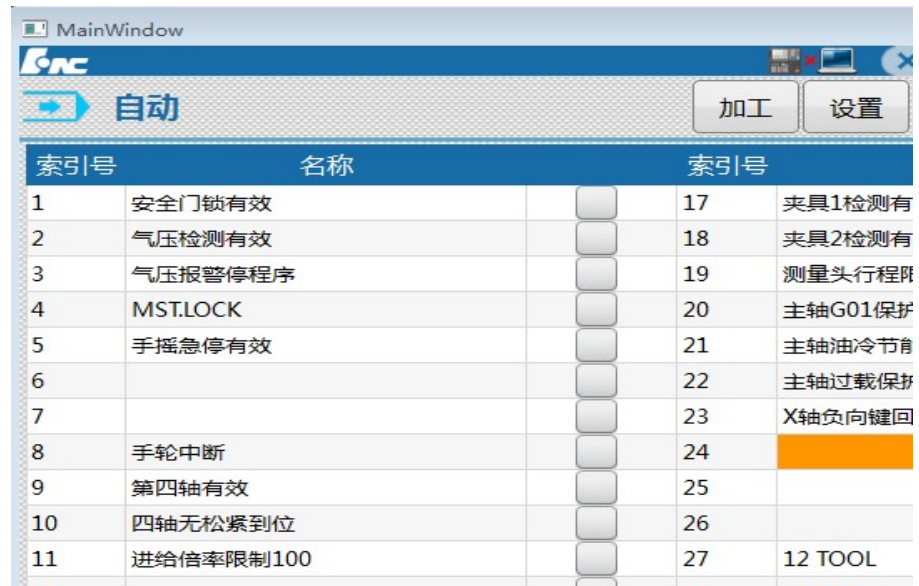 MainWindow
自动
加工 设置
索引号 名称 索引号
1 安全门锁有效 17 夹具1检测有
2 气压检测有效 18 夹具2检测有
3 气压报警停程序 19 测量头行程限
4 MST.LOCK 20 主轴G01保护
5 手摇急停有效 21 主轴油冷节能
6 22 主轴过载保护
7 23 X轴负向键回
8 手轮中断 24
9 第四轴有效 25
10 四轴无松紧到位 26
11 进给倍率限制100 27 12 TOOL